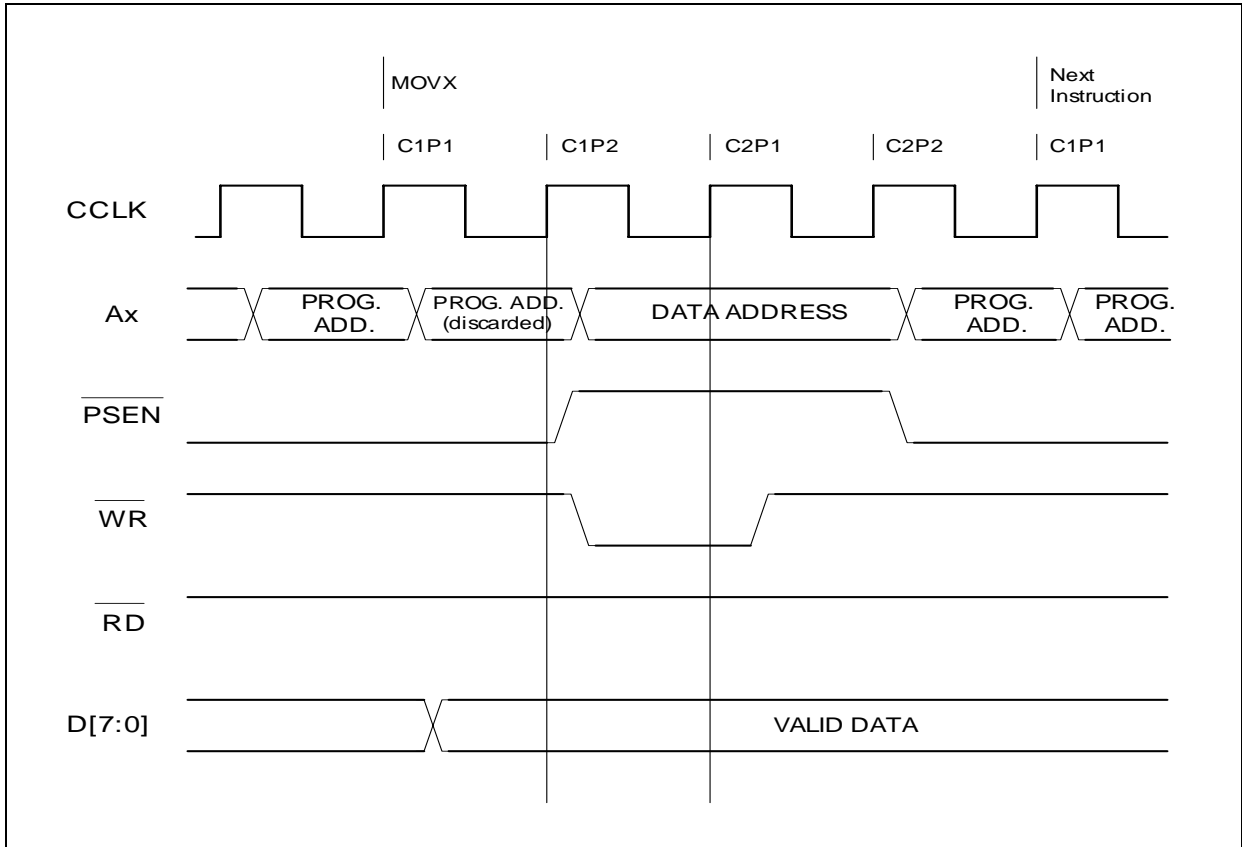 MOVX
Next
Instruction
C1P1
C1P2
C2P1
C2P2
C1P1
CCLK
Ax
PROG.
ADD.
PROG. ADD.
(discarded)
DATA ADDRESS
PROG.
ADD.
PROG.
ADD.
PSEN
WR
RD
D[7:0]
VALID DATA